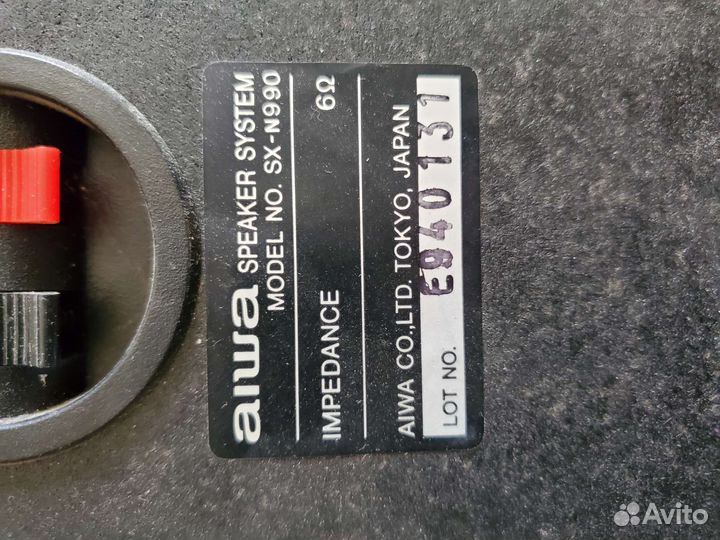 aiwa SPEAKER SYSTEM
MODEL NO. SX-N990
IMPEDANCE 6Ω
AIWA CO.,LTD. TOKYO, JAPAN
LOT NO. E940131
Avito